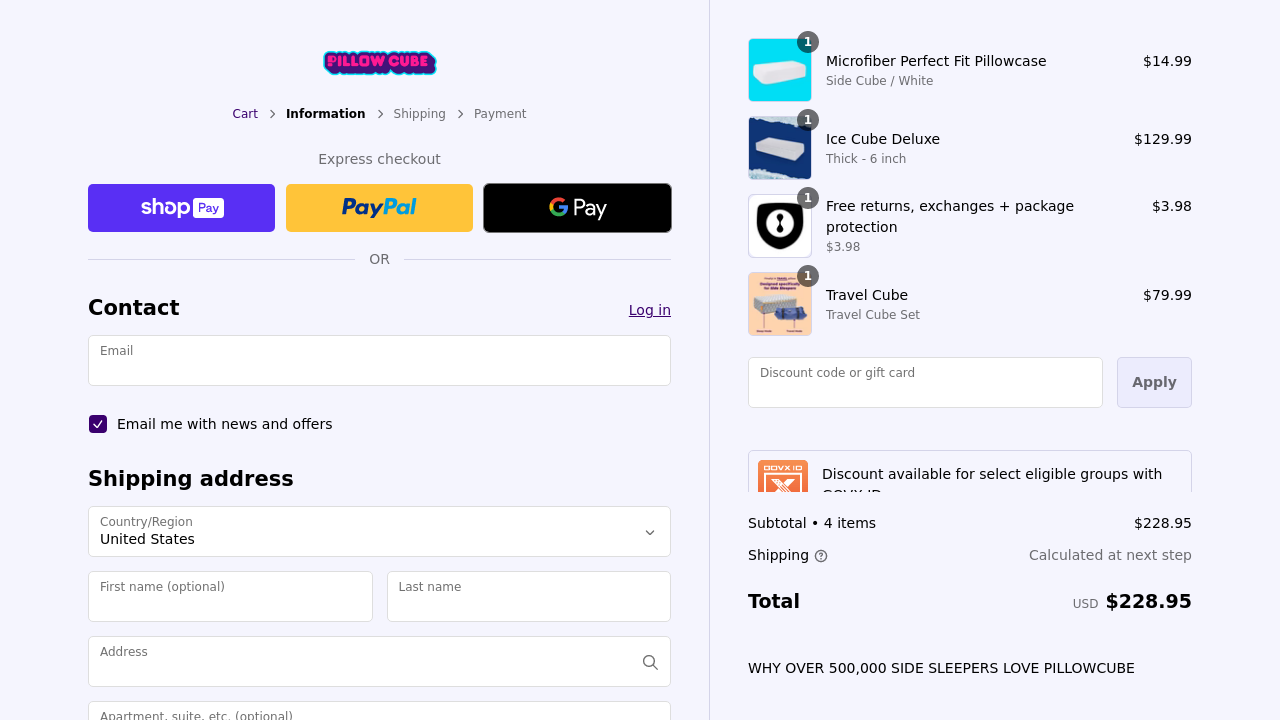 PILLOW CUBE
Cart > Information > Shipping > Payment
Express checkout
shop Pay
PayPal
G Pay
OR
Contact
Log in
Email
Email me with news and offers
Shipping address
Country/Region
United States
First name (optional)
Last name
Address
Apartment, suite, etc. (optional)
1
Microfiber Perfect Fit Pillowcase
$14.99
Side Cube / White
1
Ice Cube Deluxe
$129.99
Thick - 6 inch
1
Free returns, exchanges + package
protection
$3.98
$3.98
1
Travel Cube
$79.99
Travel Cube Set
Discount code or gift card
Apply
GOVX ID
Discount available for select eligible groups with
GOVX ID
Subtotal • 4 items
$228.95
Shipping
Calculated at next step
Total
USD $228.95
WHY OVER 500,000 SIDE SLEEPERS LOVE PILLOWCUBE